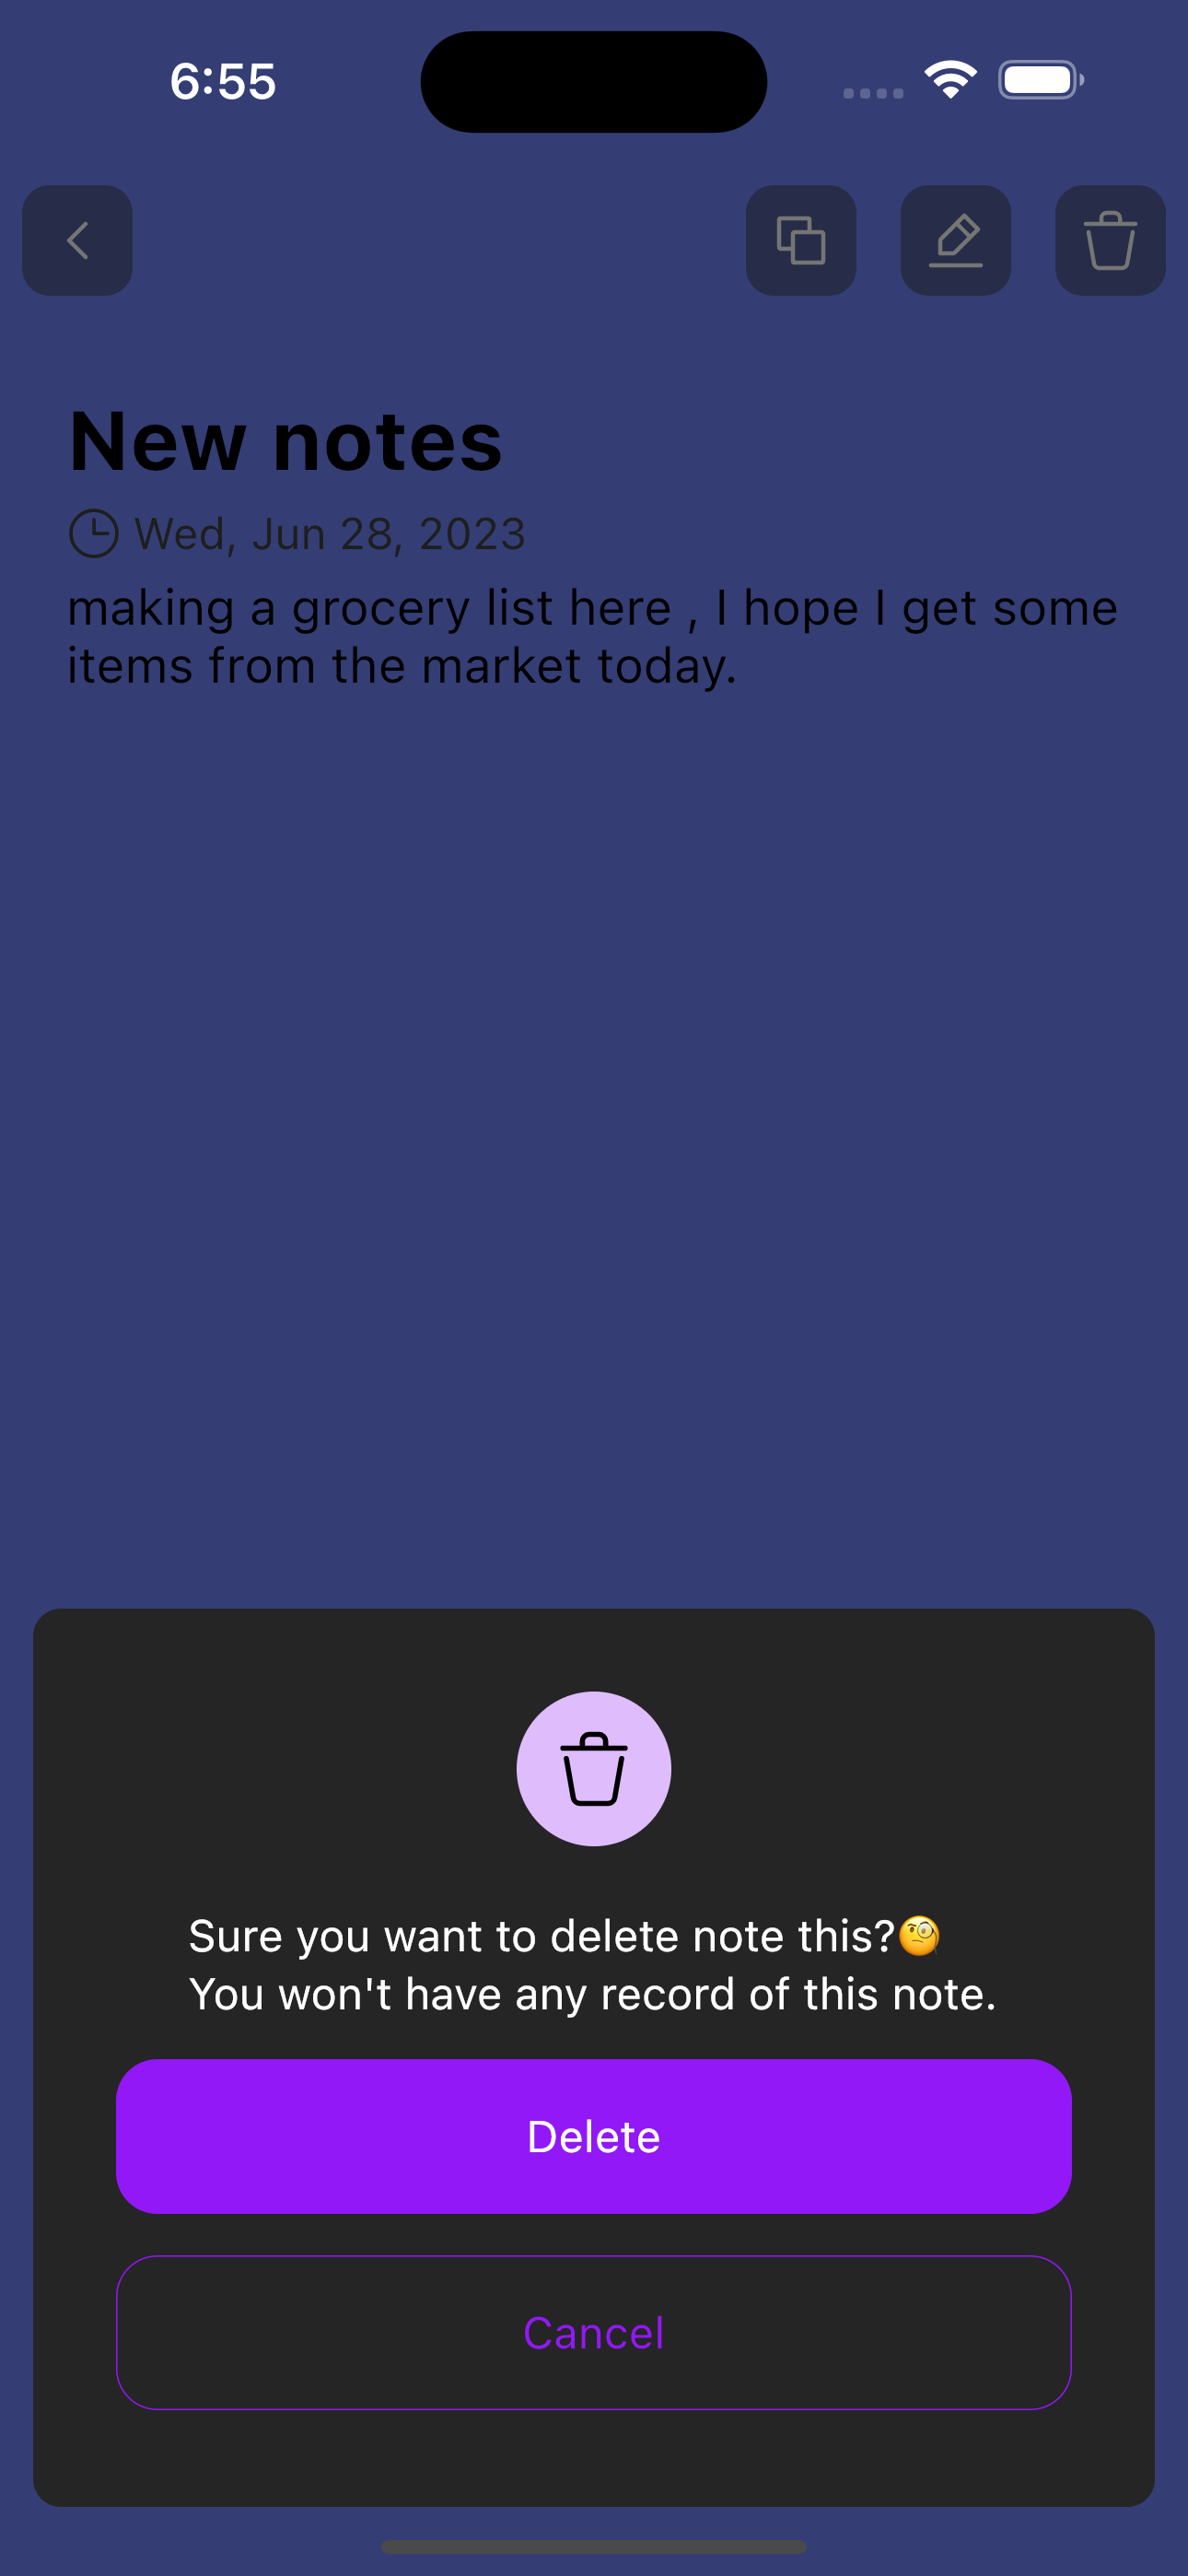 6:55
New notes
Wed, Jun 28, 2023
making a grocery list here , I hope I get some
items from the market today.
Sure you want to delete note this?🧐
You won't have any record of this note.
Delete
Cancel